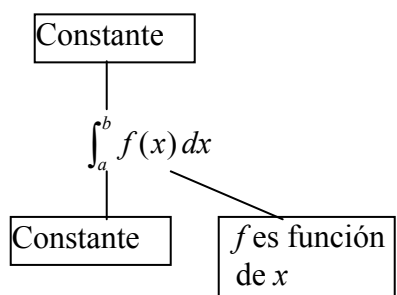 Constante
∫_a^b f(x) dx
Constante
f es función
de x